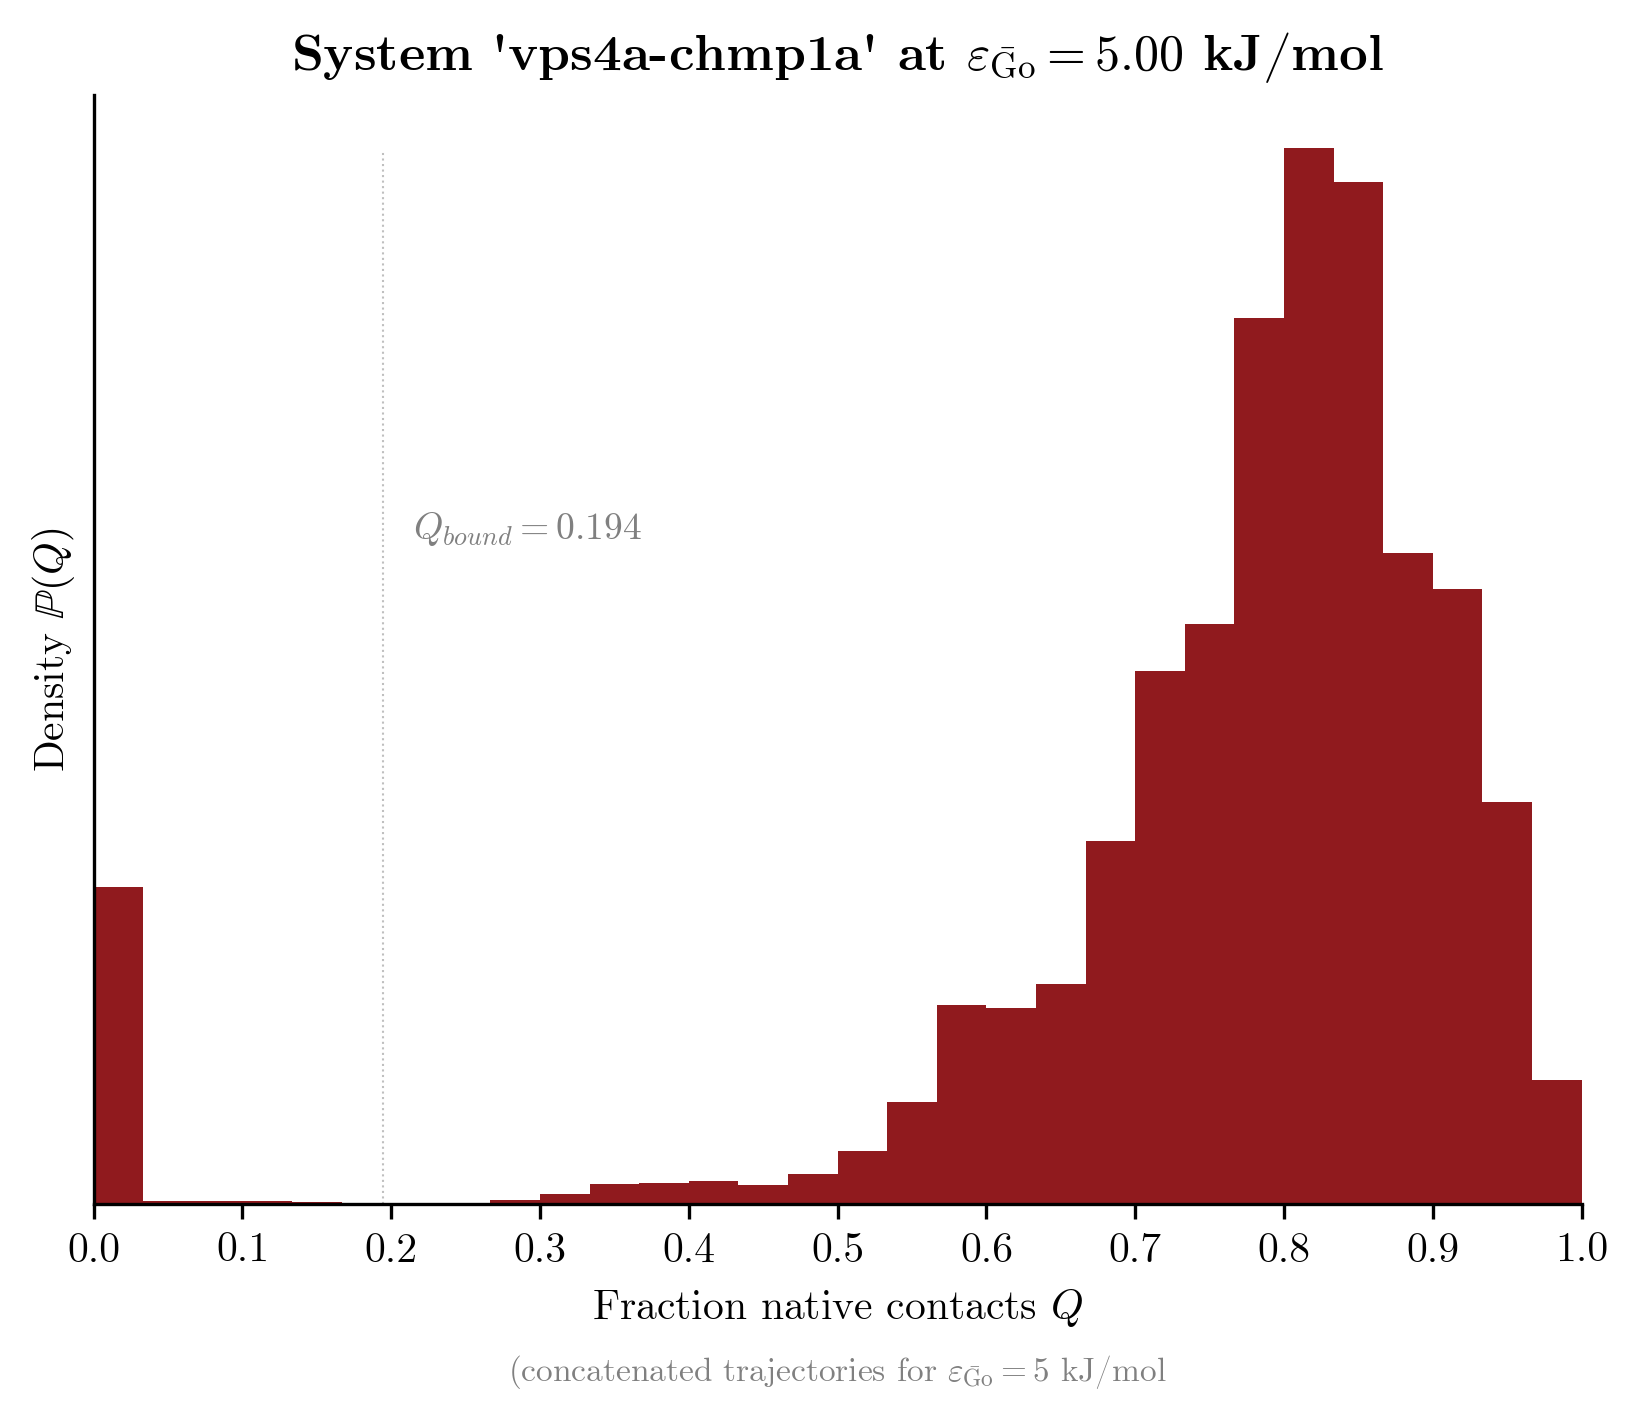 System 'vps4a-chmp1a' at ε_Ḡo = 5.00 kJ/mol
Density ℙ(Q)
Q_bound = 0.194
0.0 0.1 0.2 0.3 0.4 0.5 0.6 0.7 0.8 0.9 1.0
Fraction native contacts Q
(concatenated trajectories for ε_Ḡo = 5 kJ/mol